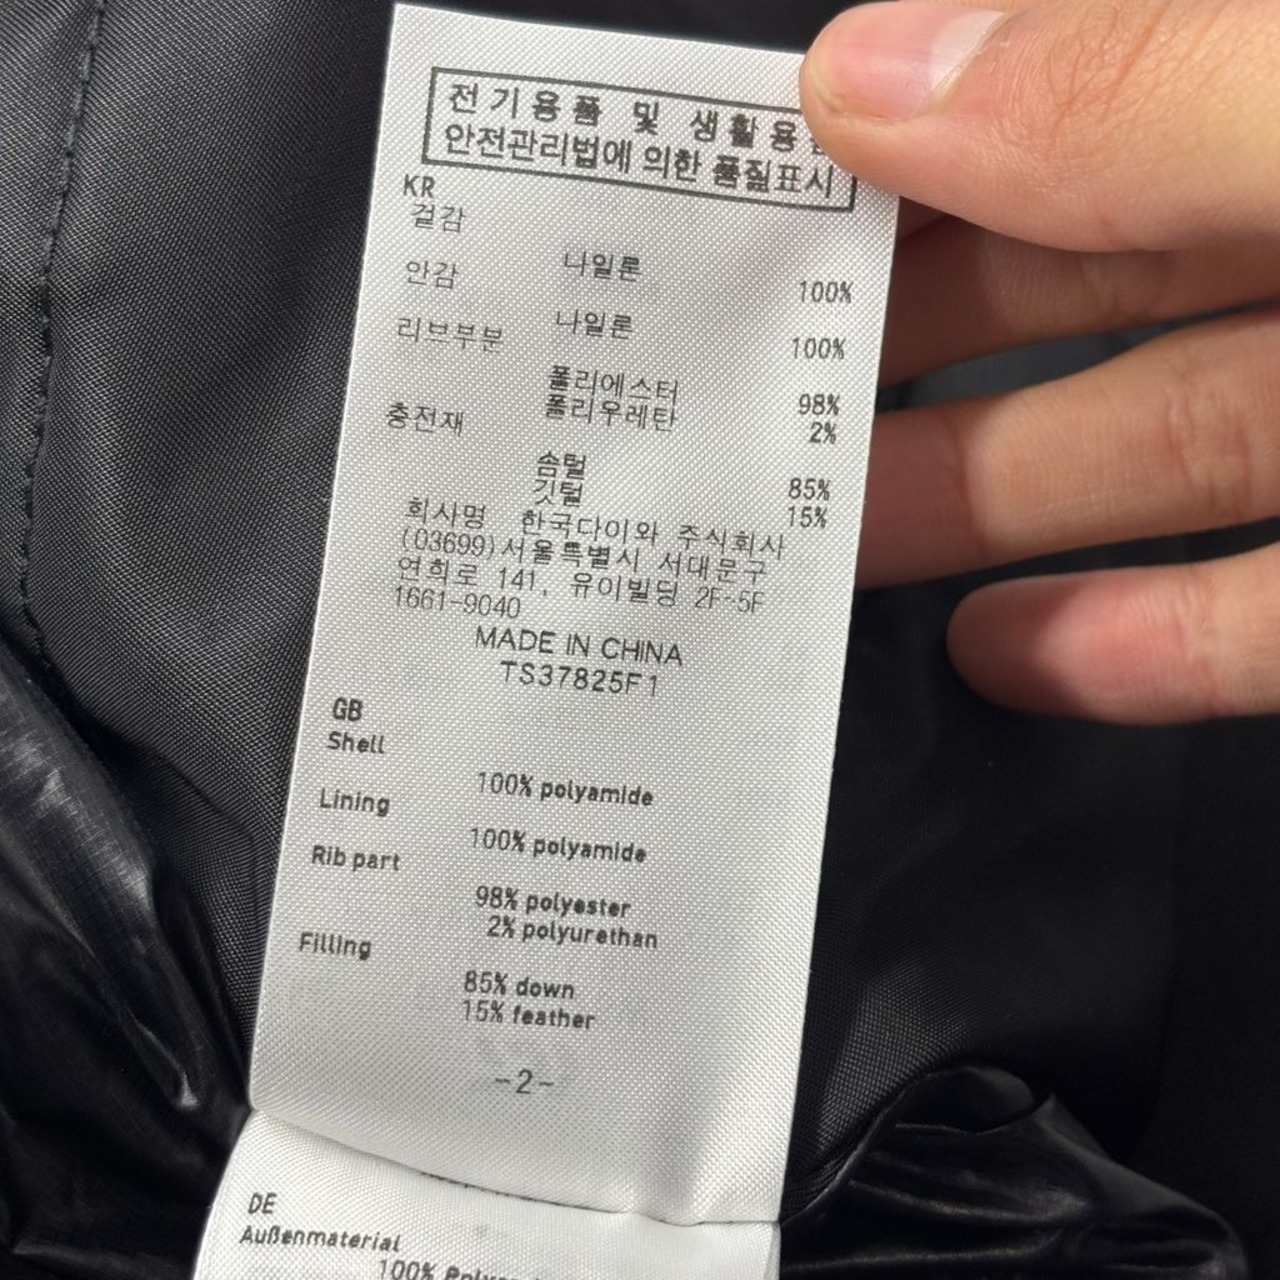 전기용품 및 생활용
안전관리법에 의한 품질표시
KR
겉감
나일론 100%
안감
나일론 100%
리브부분
폴리에스터 98%
폴리우레탄 2%
충전재
솜털 85%
깃털 15%
회사명 한국다이와 주식회사
(03699)서울특별시 서대문구
연희로 141, 유이빌딩 2F-5F
1661-9040
MADE IN CHINA
TS37825F1
GB
Shell
100% polyamide
Lining
100% polyamide
Rib part
98% polyester
2% polyurethan
Filling
85% down
15% feather
-2-
DE
Außenmaterial
100%